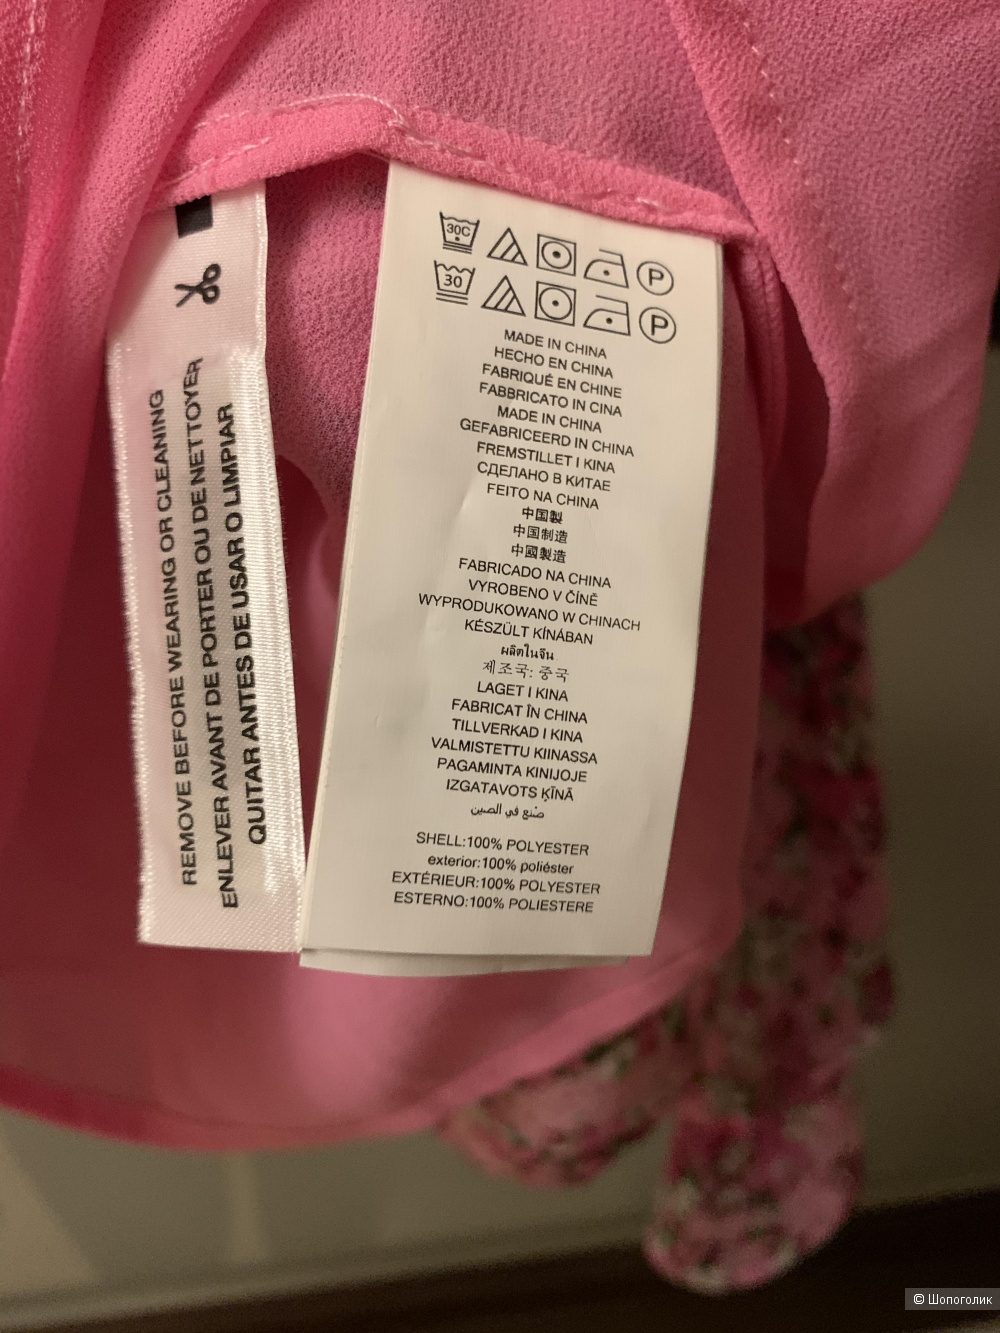 REMOVE BEFORE WEARING OR CLEANING
ENLEVER AVANT DE PORTER OU DE NETTOYER
QUITAR ANTES DE USAR O LIMPIAR
30C P
30 P
MADE IN CHINA
HECHO EN CHINA
FABRIQUÉ EN CHINE
FABBRICATO IN CINA
MADE IN CHINA
GEFABRICEERD IN CHINA
FREMSTILLET I KINA
СДЕЛАНО В КИТАЕ
FEITO NA CHINA
中国製
中国制造
中國製造
FABRICADO NA CHINA
VYROBENO V ČÍNĚ
WYPRODUKOWANO W CHINACH
KÉSZÜLT KÍNÁBAN
ผลิตในจีน
제조국: 중국
LAGET I KINA
FABRICAT ÎN CHINA
TILLVERKAD I KINA
VALMISTETTU KIINASSA
PAGAMINTA KINIJOJE
IZGATAVOTS ĶĪNĀ
صنع في الصين
SHELL:100% POLYESTER
exterior:100% poliéster
EXTÉRIEUR:100% POLYESTER
ESTERNO:100% POLIESTERE
© Шопоголик